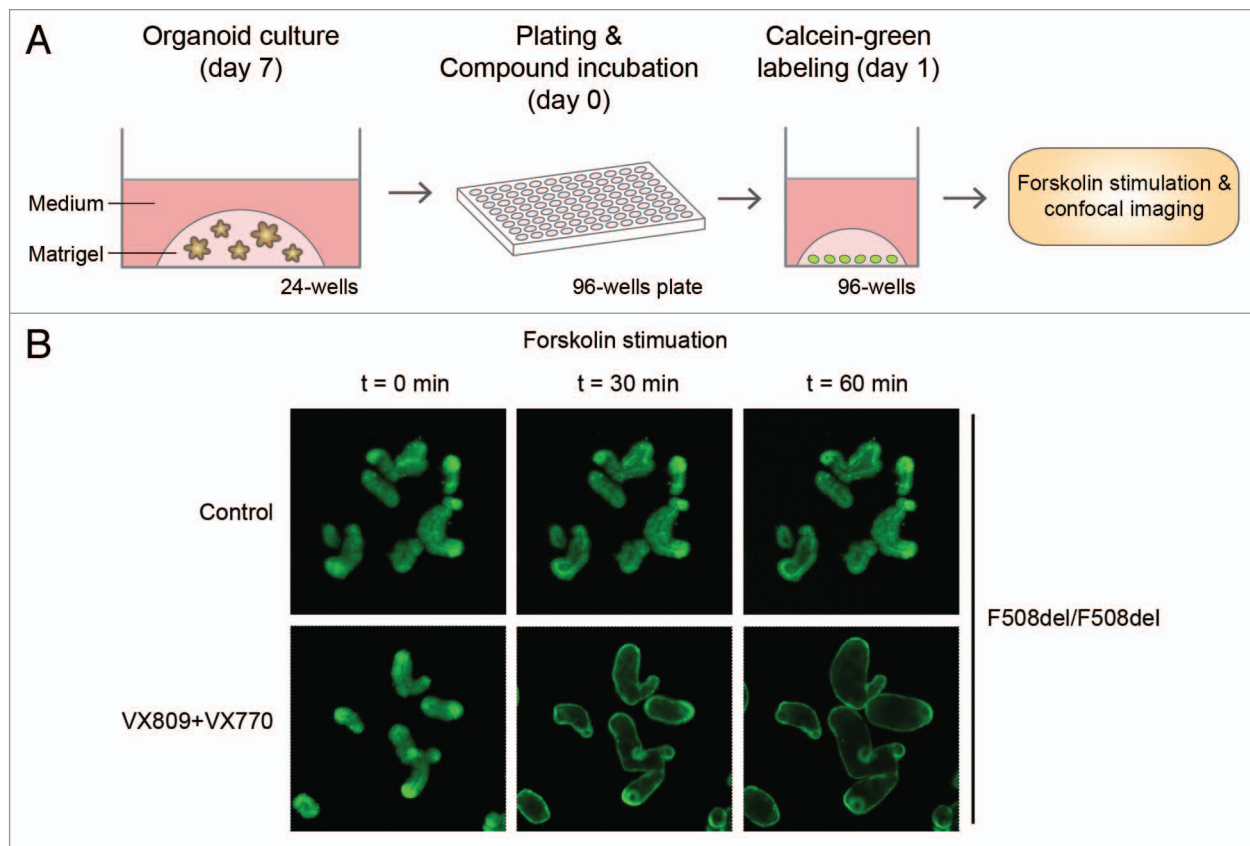 A
Organoid culture
(day 7)
Plating &
Compound incubation
(day 0)
Calcein-green
labeling (day 1)
Medium
Matrigel
24-wells
96-wells plate
96-wells
Forskolin stimulation &
confocal imaging
B
Forskolin stimuation
t = 0 min
t = 30 min
t = 60 min
Control
VX809+VX770
F508del/F508del